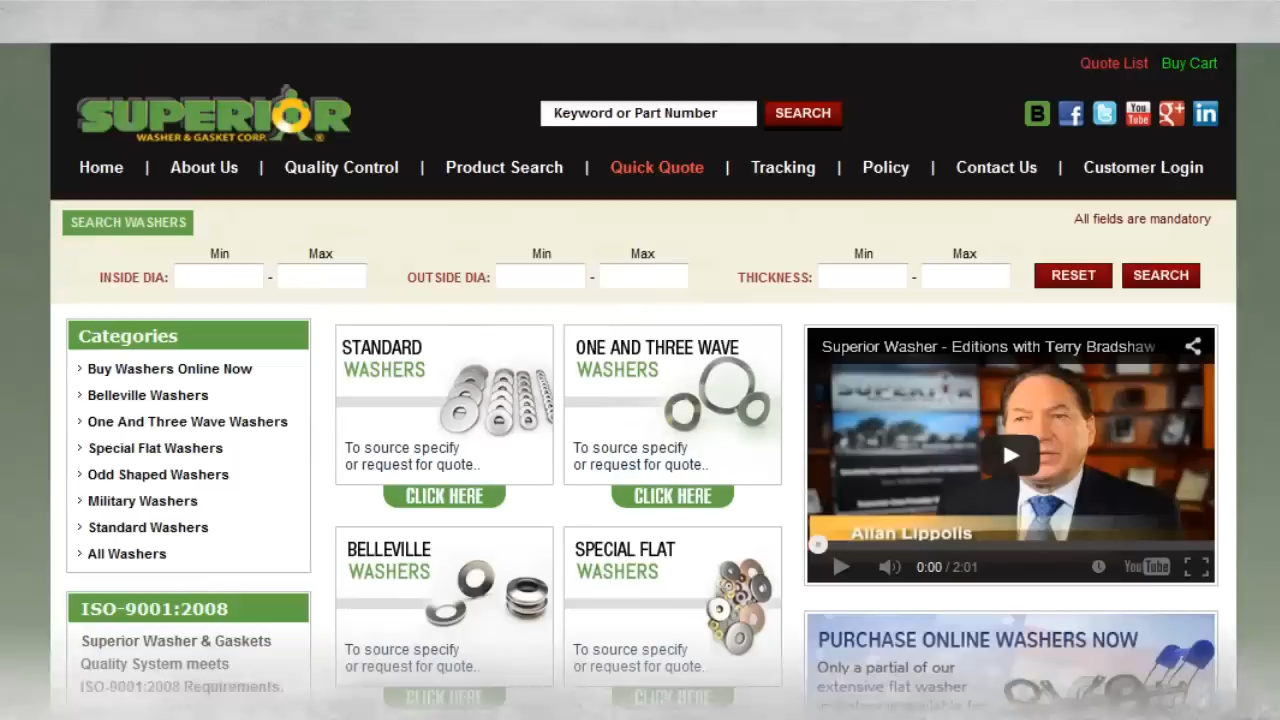 Quote List Buy Cart
SUPERIOR
WASHER & GASKET CORP. ®
Keyword or Part Number SEARCH
B f t You Tube g+ in
Home | About Us | Quality Control | Product Search | Quick Quote | Tracking | Policy | Contact Us | Customer Login
SEARCH WASHERS
All fields are mandatory
Min Max Min Max Min Max
INSIDE DIA: - OUTSIDE DIA: - THICKNESS: - RESET SEARCH
Categories
› Buy Washers Online Now
› Belleville Washers
› One And Three Wave Washers
› Special Flat Washers
› Odd Shaped Washers
› Military Washers
› Standard Washers
› All Washers
ISO-9001:2008
Superior Washer & Gaskets
Quality System meets
ISO-9001:2008 Requirements.
STANDARD
WASHERS
To source specify
or request for quote..
CLICK HERE
ONE AND THREE WAVE
WASHERS
To source specify
or request for quote..
CLICK HERE
BELLEVILLE
WASHERS
To source specify
or request for quote..
CLICK HERE
SPECIAL FLAT
WASHERS
To source specify
or request for quote..
CLICK HERE
Superior Washer - Editions with Terry Bradshaw
SUPERIOR
Allan Lippolis
0:00 / 2:01 YouTube
PURCHASE ONLINE WASHERS NOW
Only a partial of our
extensive flat washer